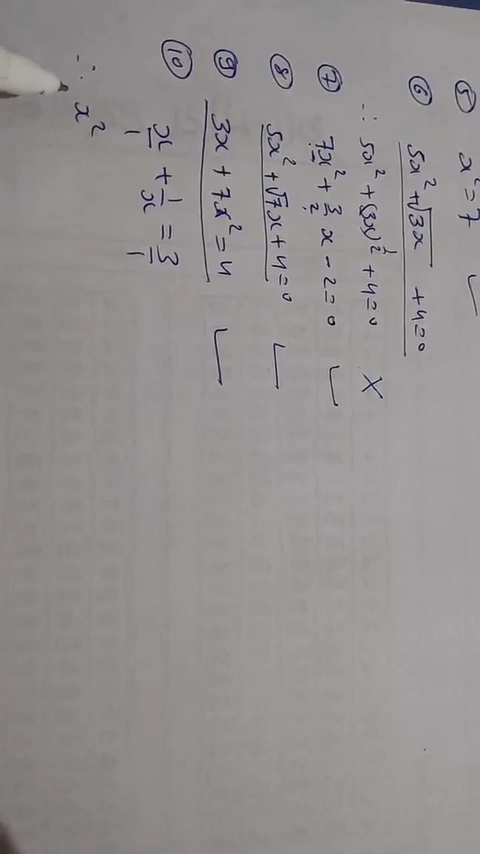 ⑤ x² = 7 ✓
⑥ 5x² + √3x + 4 = 0
∴ 5x² + (3x)^½ + 4 = 0 ✗
⑦ 7x² + 3/2 x − 2 = 0 ✓
⑧ 5x² + √7x + 4 = 0 ✓
⑨ 3x + 7x² = 4 ✓
⑩ x/1 + 1/x = 3/1
∴ x²